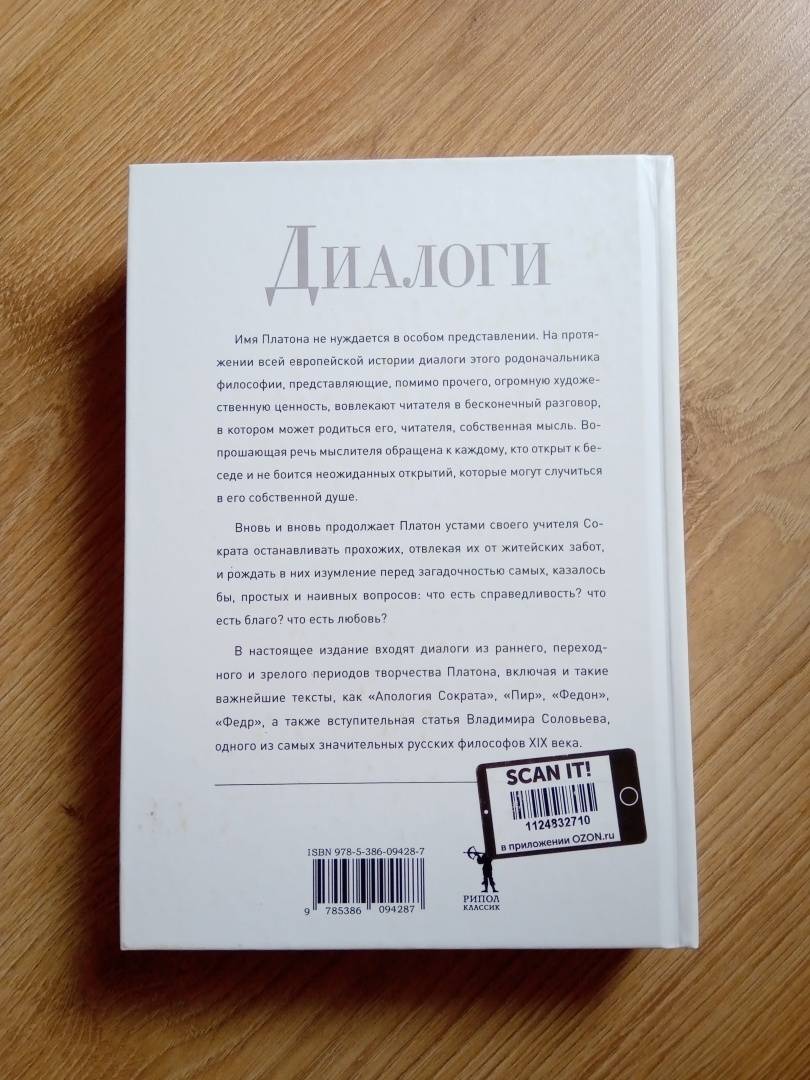 Диалоги
Имя Платона не нуждается в особом представлении. На протя-
жении всей европейской истории диалоги этого родоначальника
философии, представляющие, помимо прочего, огромную художе-
ственную ценность, вовлекают читателя в бесконечный разговор,
в котором может родиться его, читателя, собственная мысль. Во-
прошающая речь мыслителя обращена к каждому, кто открыт к бе-
седе и не боится неожиданных открытий, которые могут случиться
в его собственной душе.
Вновь и вновь продолжает Платон устами своего учителя Со-
крата останавливать прохожих, отвлекая их от житейских забот,
и рождать в них изумление перед загадочностью самых, казалось
бы, простых и наивных вопросов: что есть справедливость? что
есть благо? что есть любовь?
В настоящее издание входят диалоги из раннего, переход-
ного и зрелого периодов творчества Платона, включая и такие
важнейшие тексты, как «Апология Сократа», «Пир», «Федон»,
«Федр», а также вступительная статья Владимира Соловьева,
одного из самых значительных русских философов XIX века.
SCAN IT!
1124832710
в приложении OZON.ru
ISBN 978-5-386-09428-7
9 785386 094287
РИПОЛ
КЛАССИК